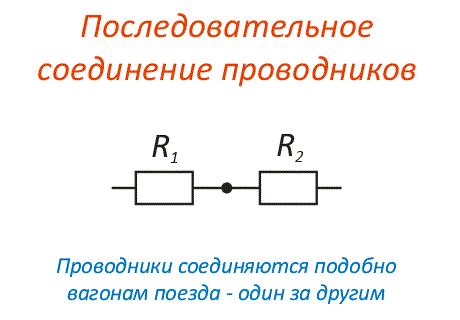 Последовательное
соединение проводников
R1 R2
Проводники соединяются подобно
вагонам поезда - один за другим